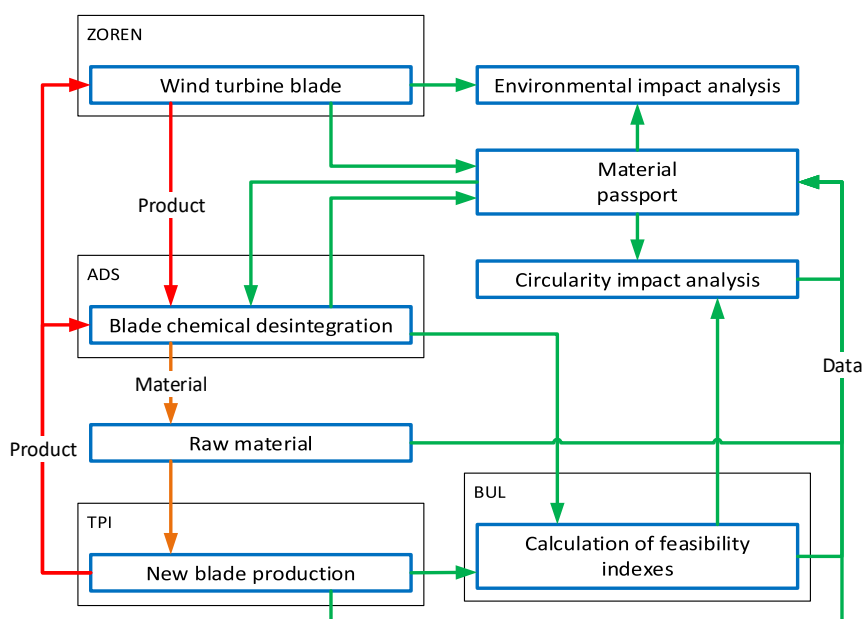 ZOREN
Wind turbine blade
Environmental impact analysis
Material
passport
Product
ADS
Circularity impact analysis
Blade chemical desintegration
Data
Material
Raw material
Product
BUL
TPI
Calculation of feasibility
indexes
New blade production